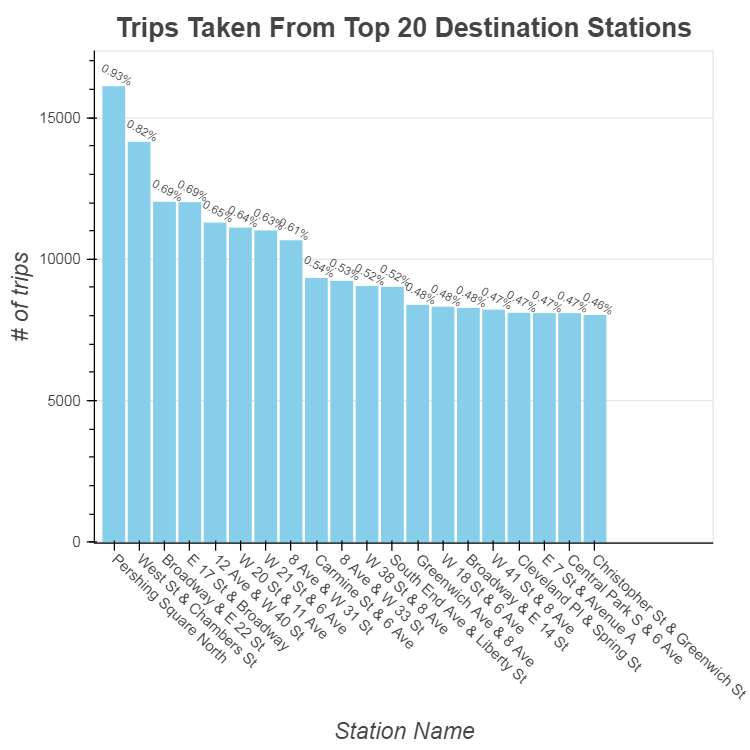 Trips Taken From Top 20 Destination Stations
# of trips
15000
10000
5000
0
0.93%
0.82%
0.69%
0.69%
0.65%
0.64%
0.63%
0.61%
0.54%
0.53%
0.52%
0.52%
0.48%
0.48%
0.48%
0.47%
0.47%
0.47%
0.47%
0.46%
Pershing Square North
West St & Chambers St
Broadway & E 22 St
E 17 St & Broadway
12 Ave & W 40 St
W 20 St & 11 Ave
W 21 St & 6 Ave
8 Ave & W 31 St
Carmine St & 6 Ave
8 Ave & W 33 St
W 38 St & 8 Ave
South End Ave & Liberty St
Greenwich Ave & 8 Ave
W 18 St & 6 Ave
Broadway & E 14 St
W 41 St & 8 Ave
Cleveland Pl & Spring St
E 7 St & Avenue A
Central Park S & 6 Ave
Christopher St & Greenwich St
Station Name